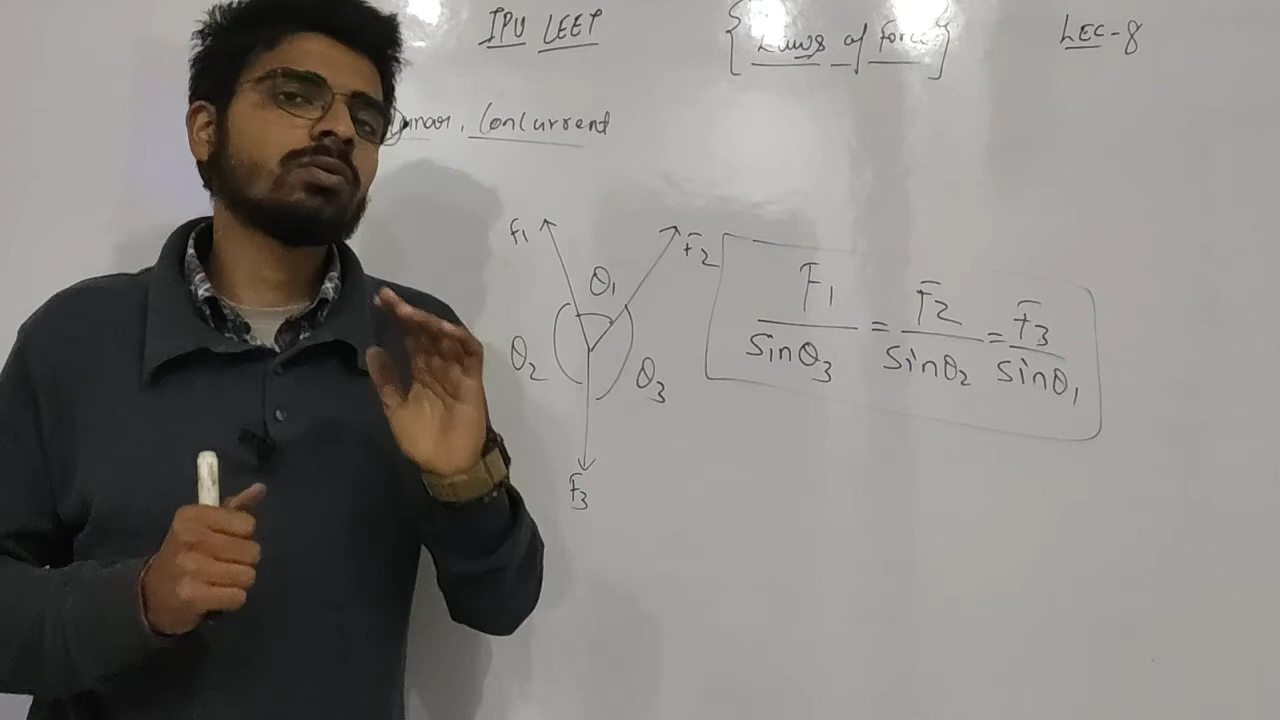 IPU LEET
{Laws of force}
LEC-8
, Concurrent
F1
F2
θ1
θ2
θ3
F3
F1/sinθ3 = F2/sinθ2 = F3/sinθ1